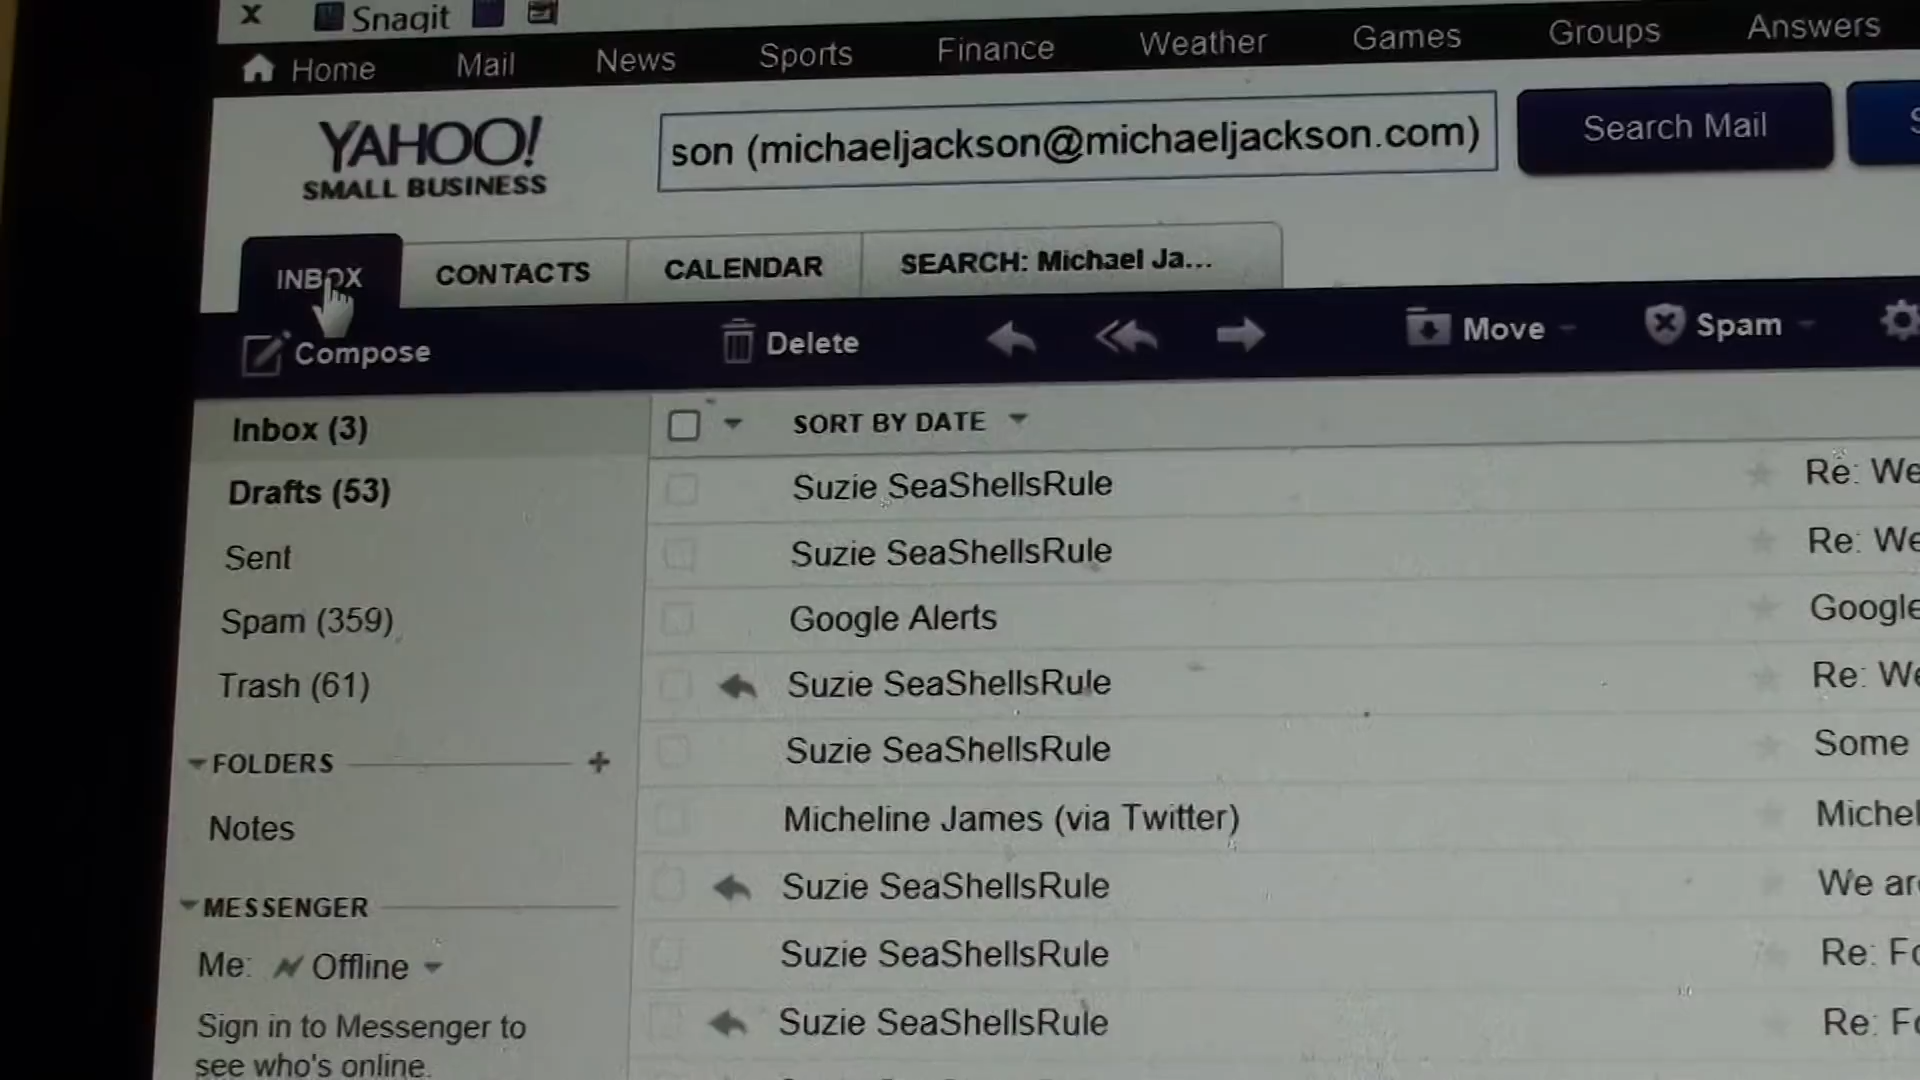 x Snagit
Home Mail News Sports Finance Weather Games Groups Answers
YAHOO!
SMALL BUSINESS
son (michaeljackson@michaeljackson.com)
Search Mail
INBOX CONTACTS CALENDAR SEARCH: Michael Ja...
Compose Delete Move Spam
Inbox (3)
SORT BY DATE
Drafts (53)
Suzie SeaShellsRule Re: We
Sent
Suzie SeaShellsRule Re: We
Spam (359)
Google Alerts Google
Trash (61)
Suzie SeaShellsRule Re: We
FOLDERS +
Suzie SeaShellsRule Some
Notes
Micheline James (via Twitter) Michel
MESSENGER
Suzie SeaShellsRule We ar
Me: Offline
Suzie SeaShellsRule Re: Fo
Sign in to Messenger to
see who's online.
Suzie SeaShellsRule Re: Fo